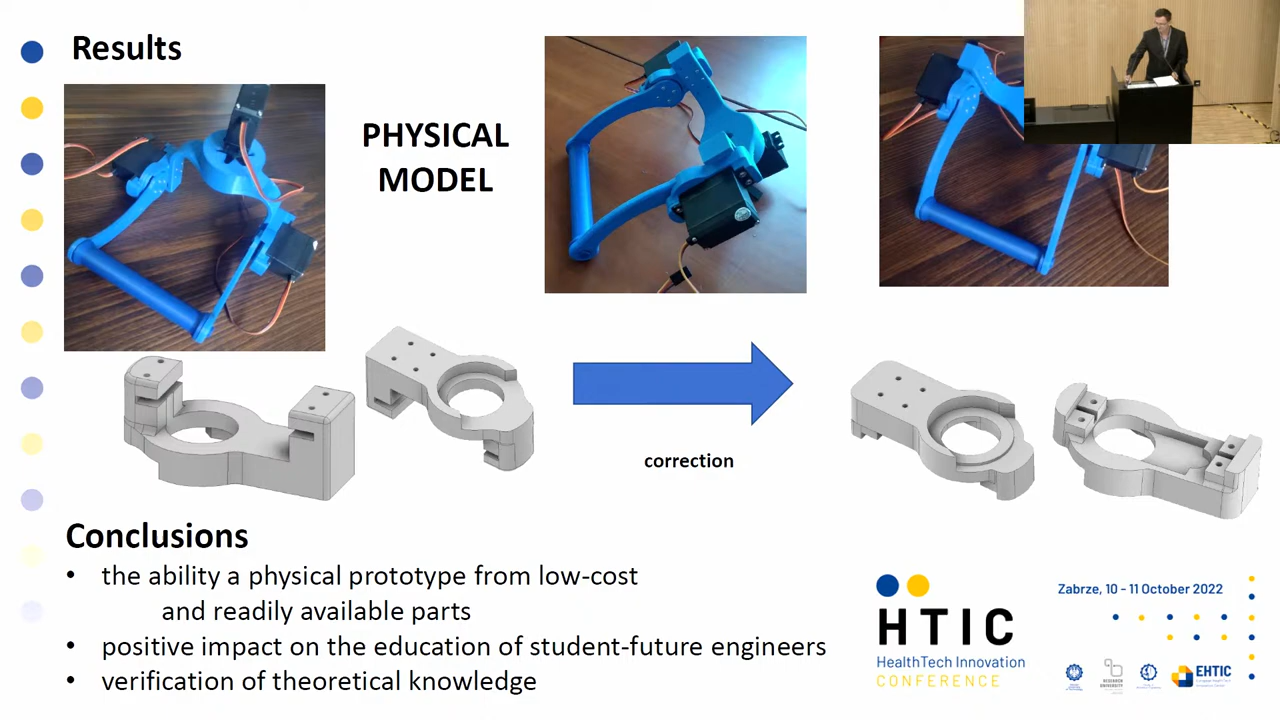 Results
PHYSICAL
MODEL
correction
Conclusions
• the ability a physical prototype from low-cost
and readily available parts
• positive impact on the education of student-future engineers
• verification of theoretical knowledge
HTIC
HealthTech Innovation
CONFERENCE
Zabrze, 10 - 11 October 2022
RESEARCH
UNIVERSITY
EHTIC